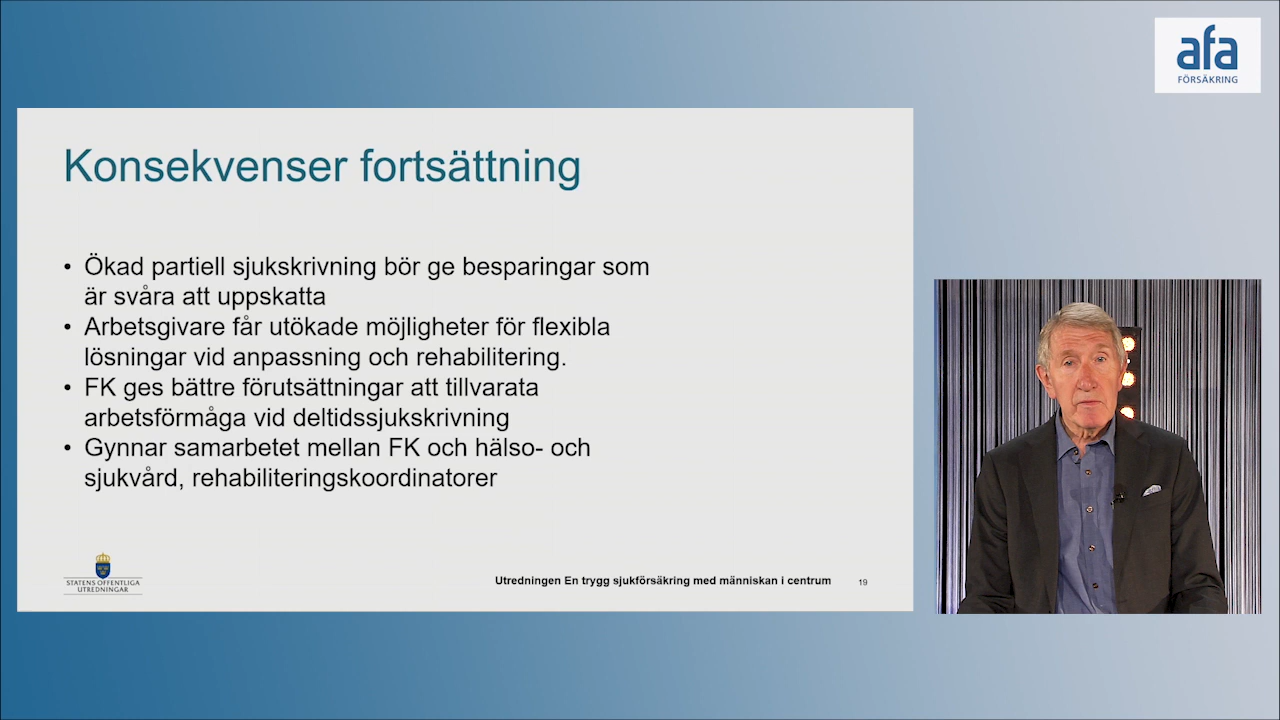 afa
FÖRSÄKRING
Konsekvenser fortsättning
• Ökad partiell sjukskrivning bör ge besparingar som
är svåra att uppskatta
• Arbetsgivare får utökade möjligheter för flexibla
lösningar vid anpassning och rehabilitering.
• FK ges bättre förutsättningar att tillvarata
arbetsförmåga vid deltidssjukskrivning
• Gynnar samarbetet mellan FK och hälso- och
sjukvård, rehabiliteringskoordinatorer
STATENS OFFENTLIGA
UTREDNINGAR
Utredningen En trygg sjukförsäkring med människan i centrum
19